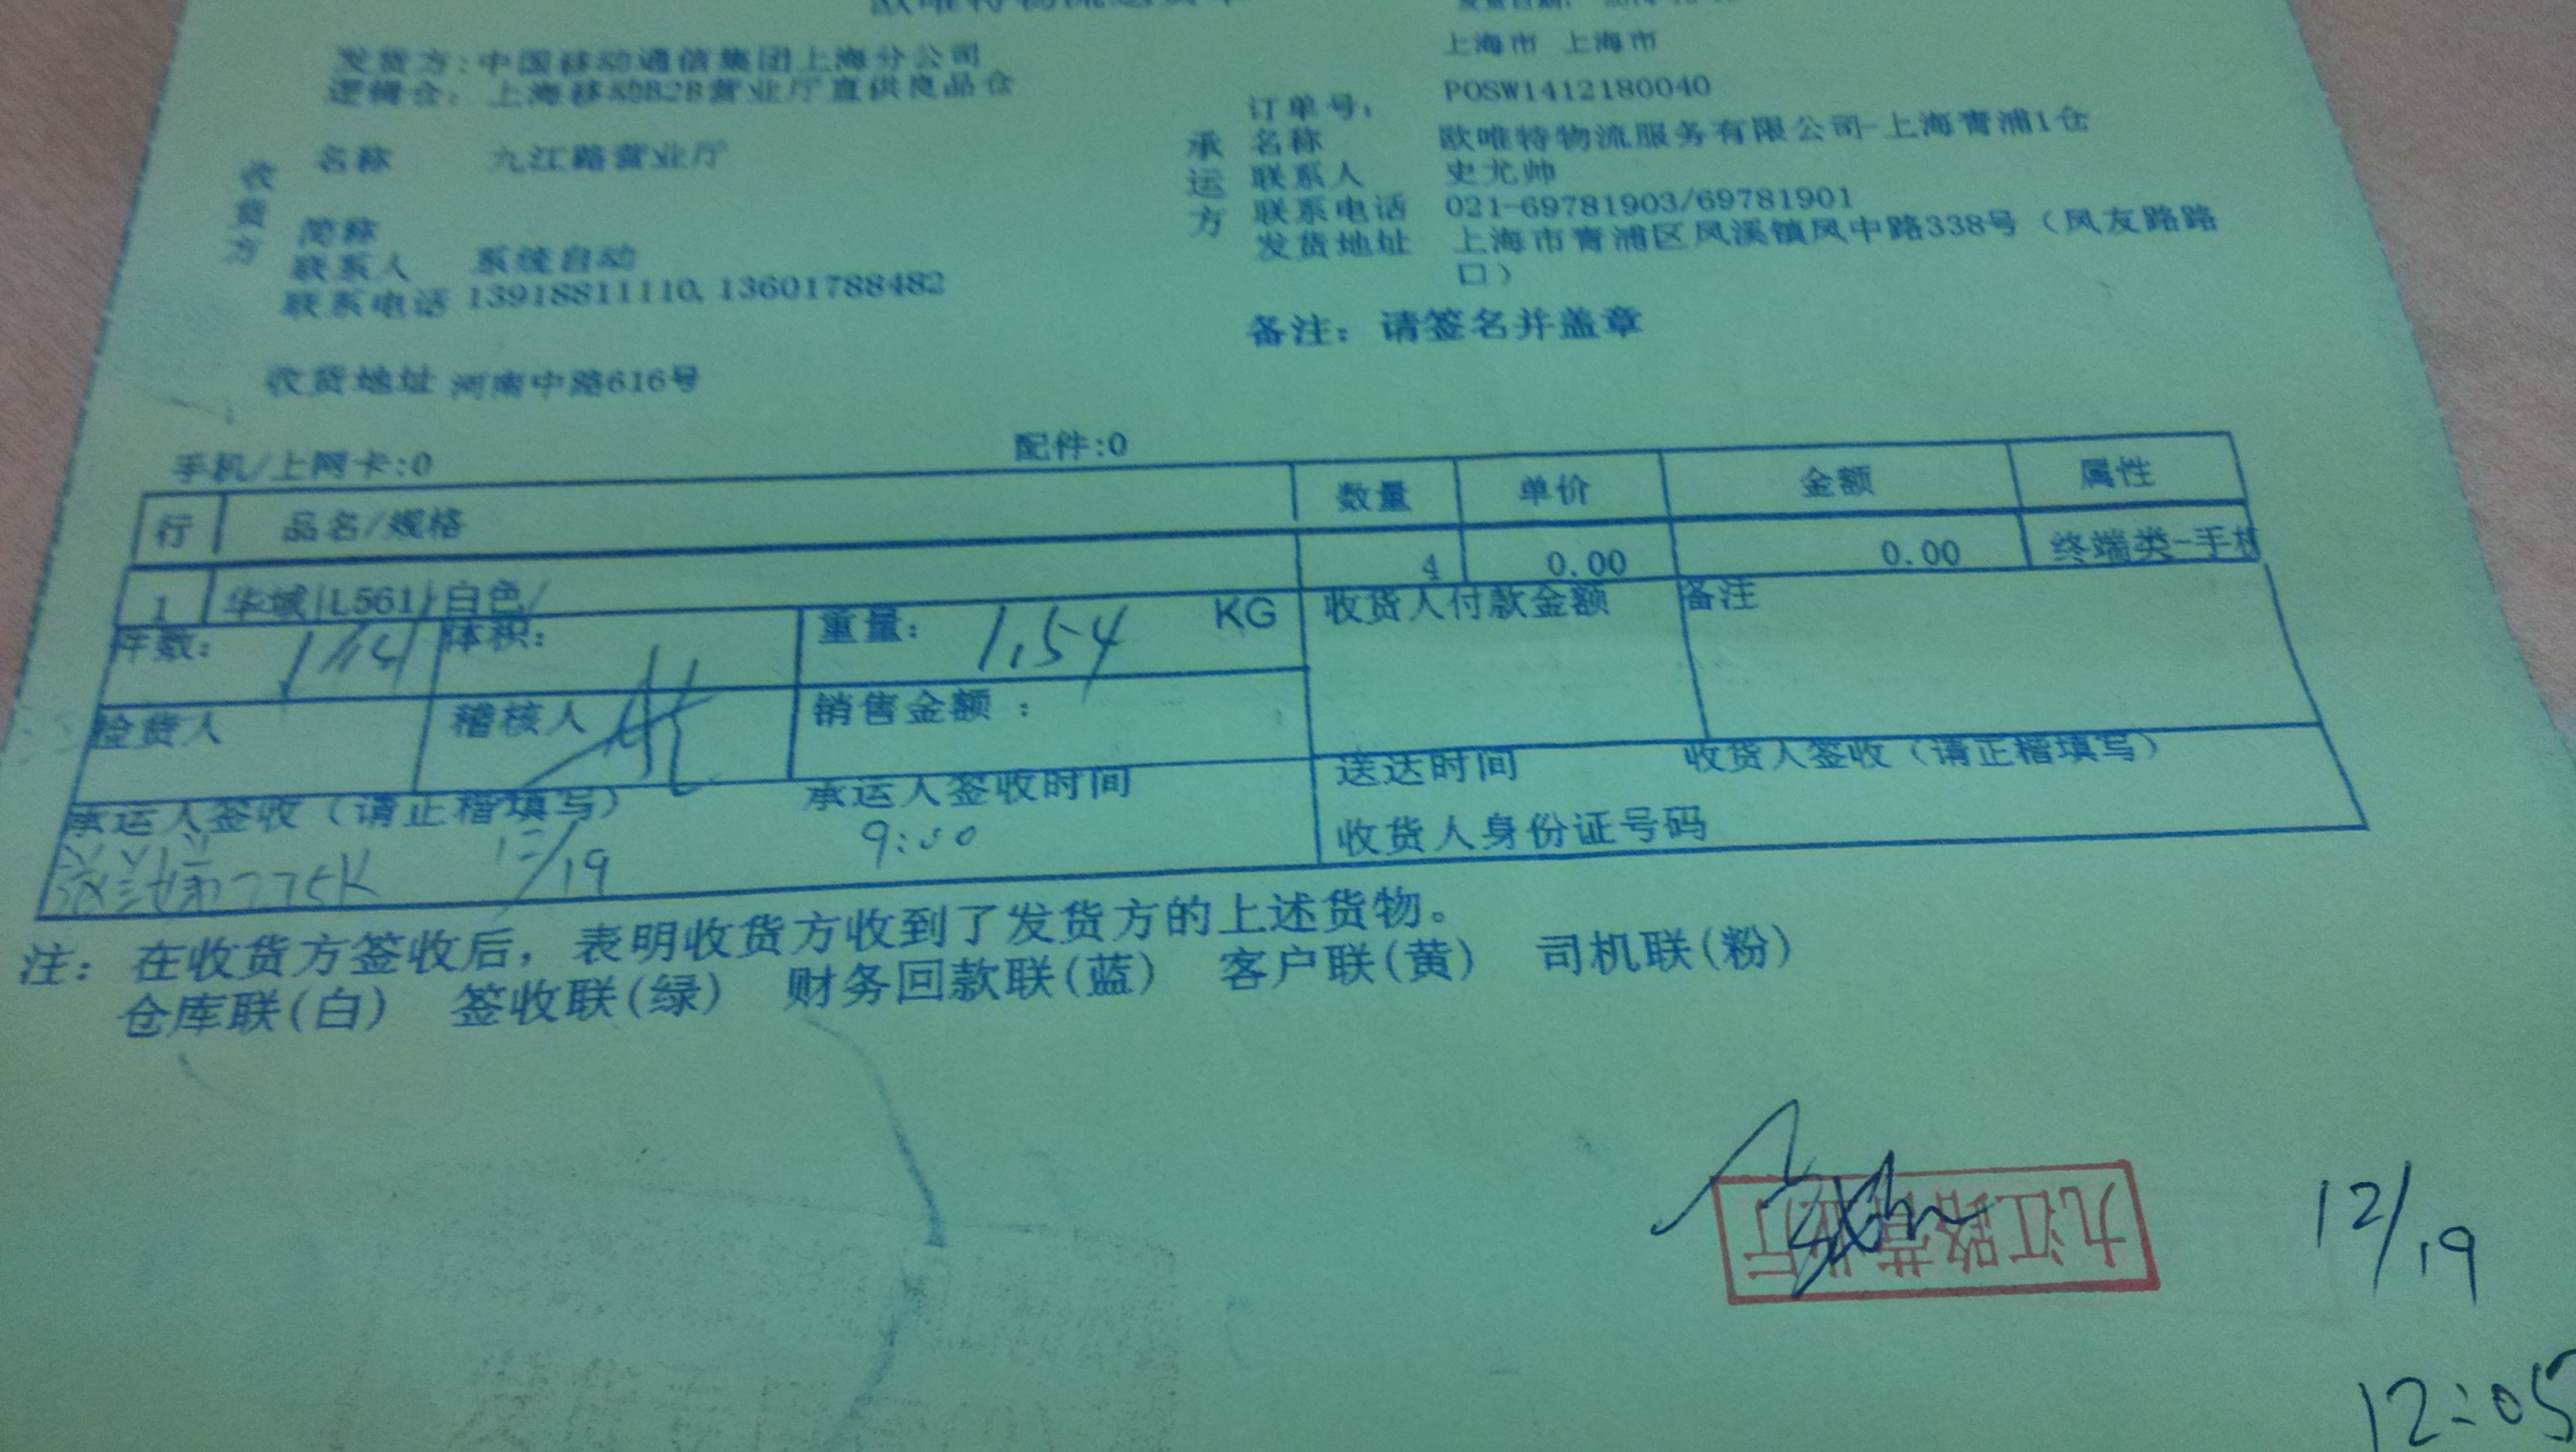 发货方:中国移动通信集团上海分公司
逻辑仓: 上海移动B2B营业厅直供良品仓
上海市 上海市
订单号: POSW1412180040
收货方
名称 九江路营业厅
简称
联系人 系统自动
联系电话 13918811110,13601788482
收货地址 河南中路616号
承运方
名称 欧唯特物流服务有限公司-上海青浦1仓
联系人 史尤帅
联系电话 021-69781903/69781901
发货地址 上海市青浦区凤溪镇凤中路338号(凤友路路
口)
备注: 请签名并盖章
手机/上网卡:0 配件:0
行 品名/规格 数量 单价 金额 属性
1 华域|L561|白色/ 4 0.00 0.00 终端类-手机
件数: 体积: 重量: 1.54 KG 收货人付款金额 备注
检货人 稽核人 销售金额:
承运人签收(请正楷填写) 承运人签收时间 送达时间 收货人签收(请正楷填写)
775K 12/19 9:00 收货人身份证号码
注: 在收货方签收后,表明收货方收到了发货方的上述货物。
仓库联(白) 签收联(绿) 财务回款联(蓝) 客户联(黄) 司机联(粉)
九江路营业厅
12/19
12:05